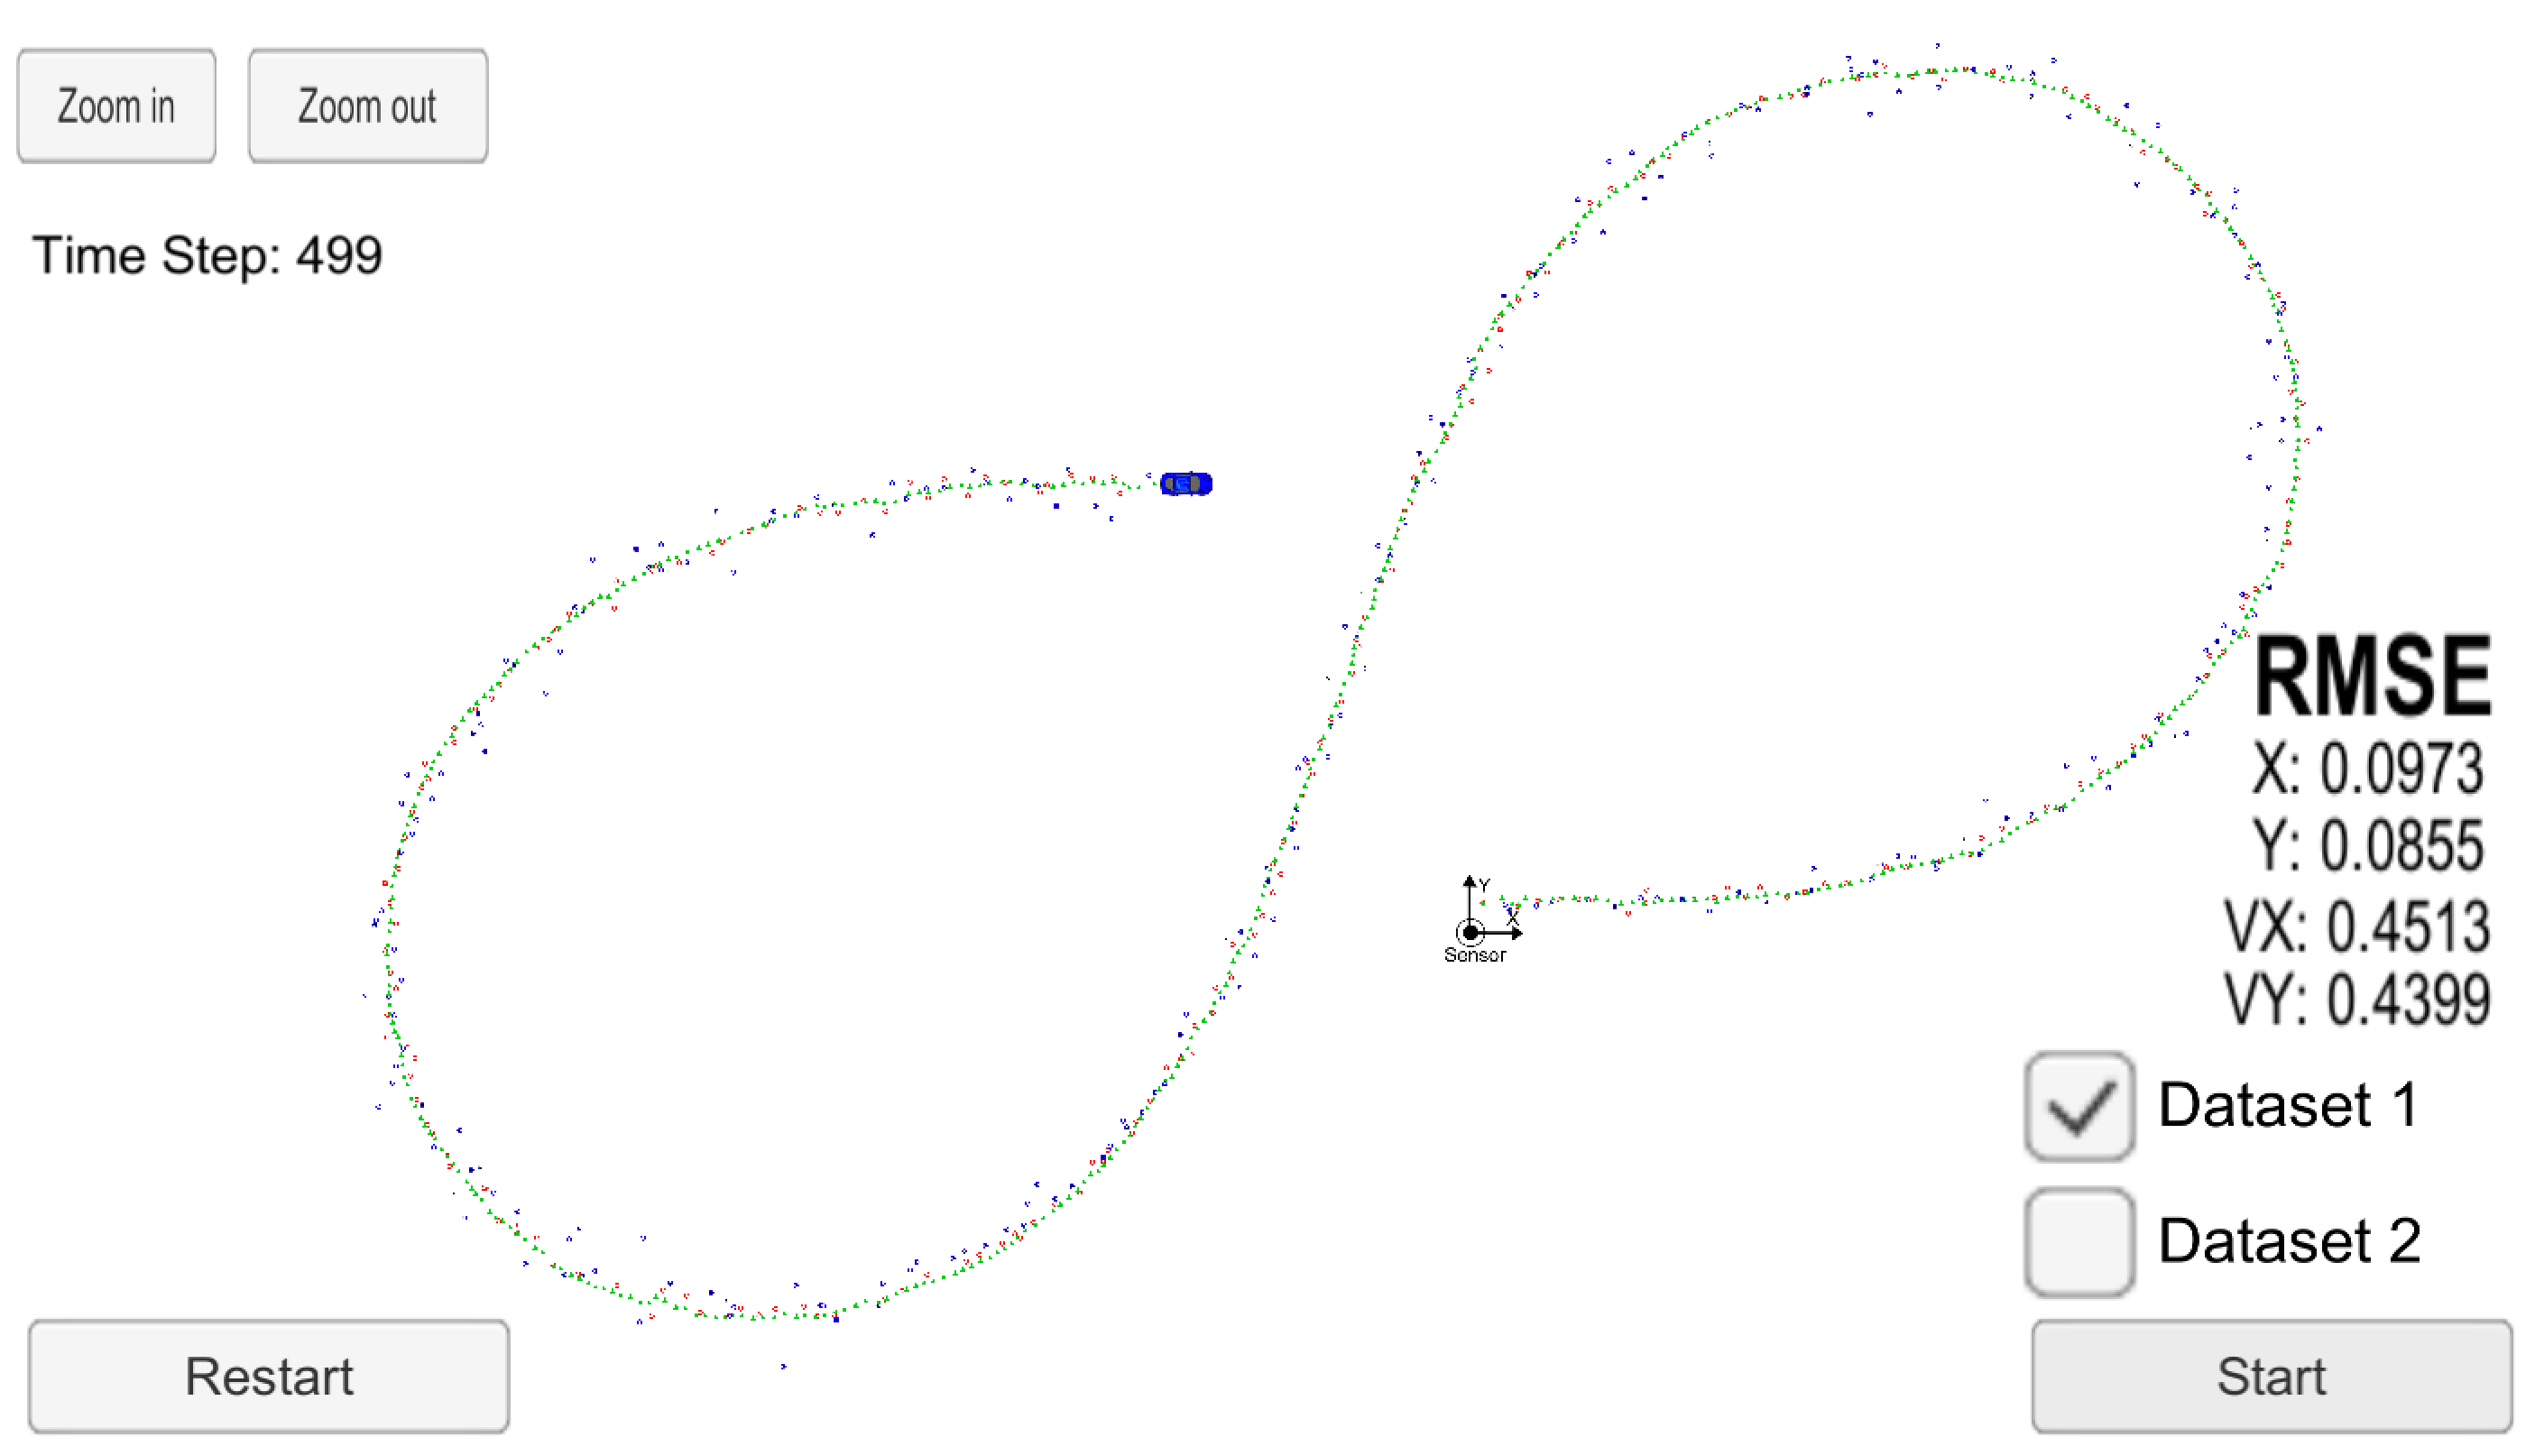 Zoom in
Zoom out
Time Step: 499
RMSE
X: 0.0973
Y: 0.0855
Y
X
Sensor
VX: 0.4513
VY: 0.4399
Dataset 1
Dataset 2
Restart
Start